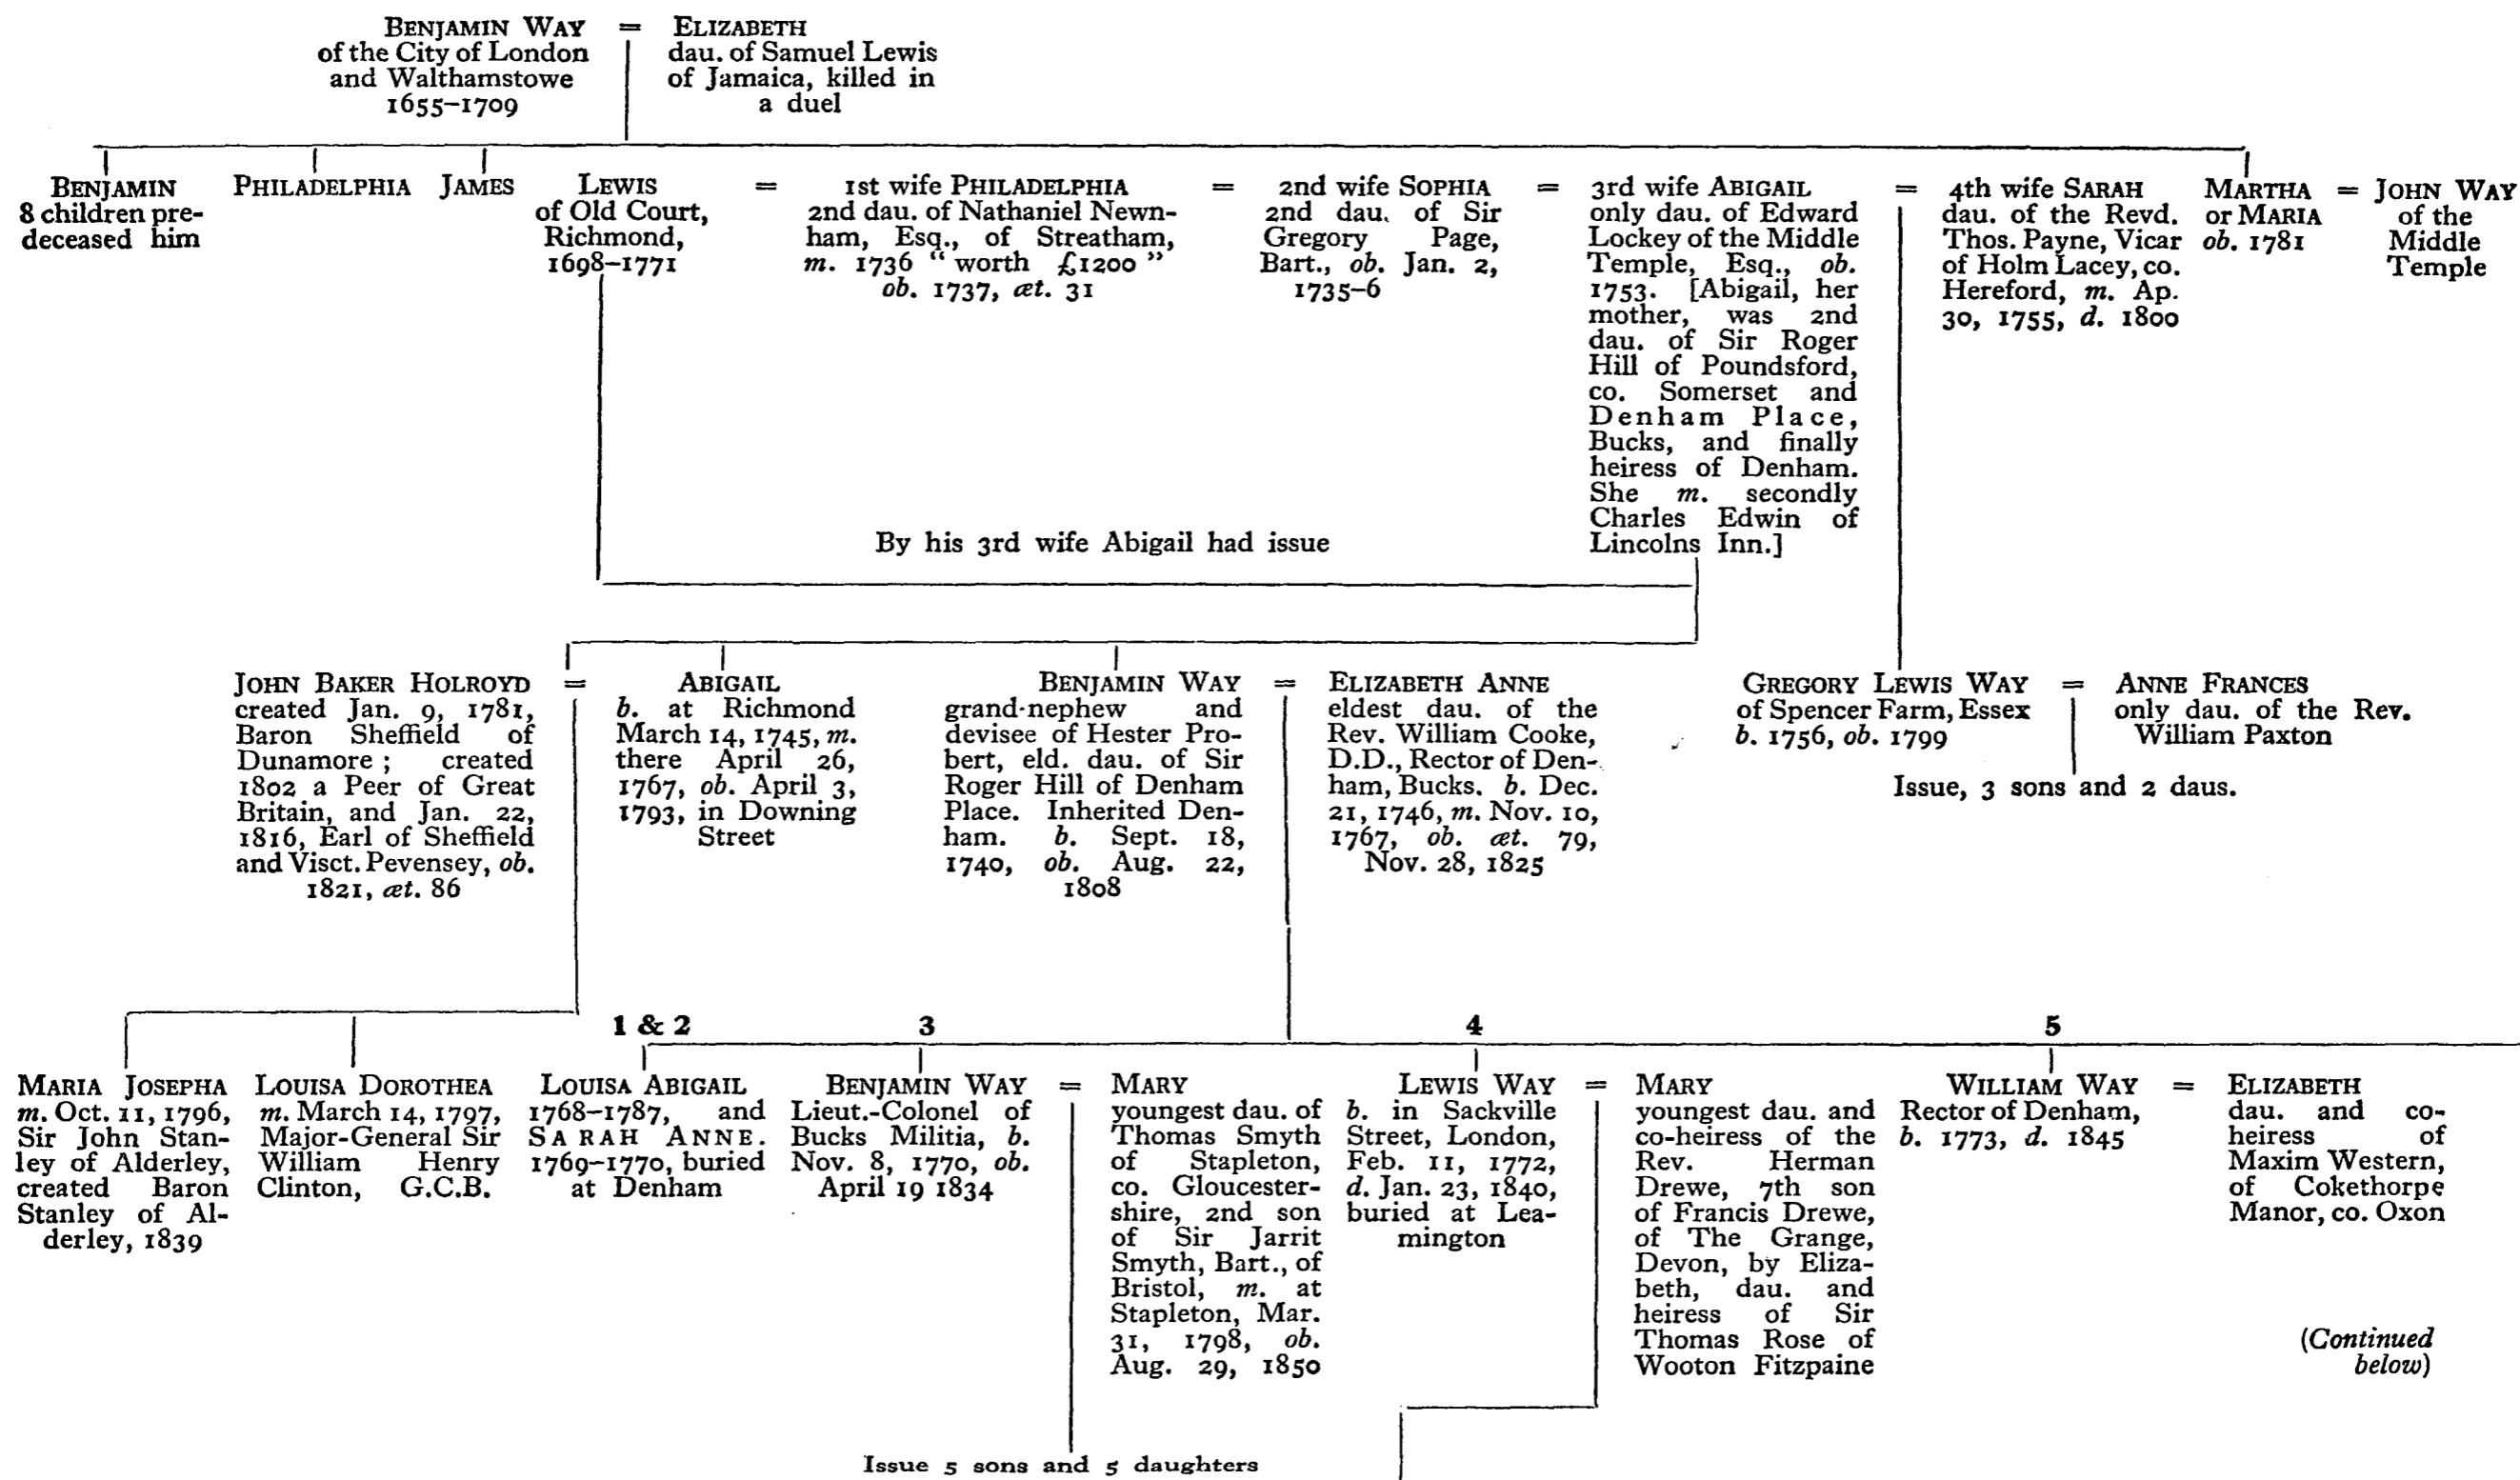 BENJAMIN WAY
of the City of London
and Walthamstowe
1655–1709
=
ELIZABETH
dau. of Samuel Lewis
of Jamaica, killed in
a duel
BENJAMIN
8 children pre-
deceased him
PHILADELPHIA
JAMES
LEWIS
of Old Court,
Richmond,
1698–1771
=
1st wife PHILADELPHIA
2nd dau. of Nathaniel Newn-
ham, Esq., of Streatham,
m. 1736 “ worth £1200 ”
ob. 1737, æt. 31
=
2nd wife SOPHIA
2nd dau. of Sir
Gregory Page,
Bart., ob. Jan. 2,
1735–6
=
3rd wife ABIGAIL
only dau. of Edward
Lockey of the Middle
Temple, Esq., ob.
1753. [Abigail, her
mother, was 2nd
dau. of Sir Roger
Hill of Poundsford,
co. Somerset and
Denham Place,
Bucks, and finally
heiress of Denham.
She m. secondly
Charles Edwin of
Lincolns Inn.]
=
4th wife SARAH
dau. of the Revd.
Thos. Payne, Vicar
of Holm Lacey, co.
Hereford, m. Ap.
30, 1755, d. 1800
MARTHA
or MARIA
ob. 1781
=
JOHN WAY
of the
Middle
Temple
By his 3rd wife Abigail had issue
JOHN BAKER HOLROYD
created Jan. 9, 1781,
Baron Sheffield of
Dunamore ; created
1802 a Peer of Great
Britain, and Jan. 22,
1816, Earl of Sheffield
and Visct. Pevensey, ob.
1821, æt. 86
=
ABIGAIL
b. at Richmond
March 14, 1745, m.
there April 26,
1767, ob. April 3,
1793, in Downing
Street
BENJAMIN WAY
grand-nephew and
devisee of Hester Pro-
bert, eld. dau. of Sir
Roger Hill of Denham
Place. Inherited Den-
ham. b. Sept. 18,
1740, ob. Aug. 22,
1808
=
ELIZABETH ANNE
eldest dau. of the
Rev. William Cooke,
D.D., Rector of Den-
ham, Bucks. b. Dec.
21, 1746, m. Nov. 10,
1767, ob. æt. 79,
Nov. 28, 1825
GREGORY LEWIS WAY
of Spencer Farm, Essex
b. 1756, ob. 1799
=
ANNE FRANCES
only dau. of the Rev.
William Paxton
Issue, 3 sons and 2 daus.
1 & 2
3
4
5
MARIA JOSEPHA
m. Oct. 11, 1796,
Sir John Stan-
ley of Alderley,
created Baron
Stanley of Al-
derley, 1839
LOUISA DOROTHEA
m. March 14, 1797,
Major-General Sir
William Henry
Clinton, G.C.B.
LOUISA ABIGAIL
1768–1787, and
SARAH ANNE.
1769–1770, buried
at Denham
BENJAMIN WAY
Lieut.-Colonel of
Bucks Militia, b.
Nov. 8, 1770, ob.
April 19 1834
=
MARY
youngest dau. of
Thomas Smyth
of Stapleton,
co. Gloucester-
shire, 2nd son
of Sir Jarrit
Smyth, Bart., of
Bristol, m. at
Stapleton, Mar.
31, 1798, ob.
Aug. 29, 1850
LEWIS WAY
b. in Sackville
Street, London,
Feb. 11, 1772,
d. Jan. 23, 1840,
buried at Lea-
mington
=
MARY
youngest dau. and
co-heiress of the
Rev. Herman
Drewe, 7th son
of Francis Drewe,
of The Grange,
Devon, by Eliza-
beth, dau. and
heiress of Sir
Thomas Rose of
Wooton Fitzpaine
WILLIAM WAY
Rector of Denham,
b. 1773, d. 1845
=
ELIZABETH
dau. and co-
heiress of
Maxim Western,
of Cokethorpe
Manor, co. Oxon
(Continued
below)
Issue 5 sons and 5 daughters